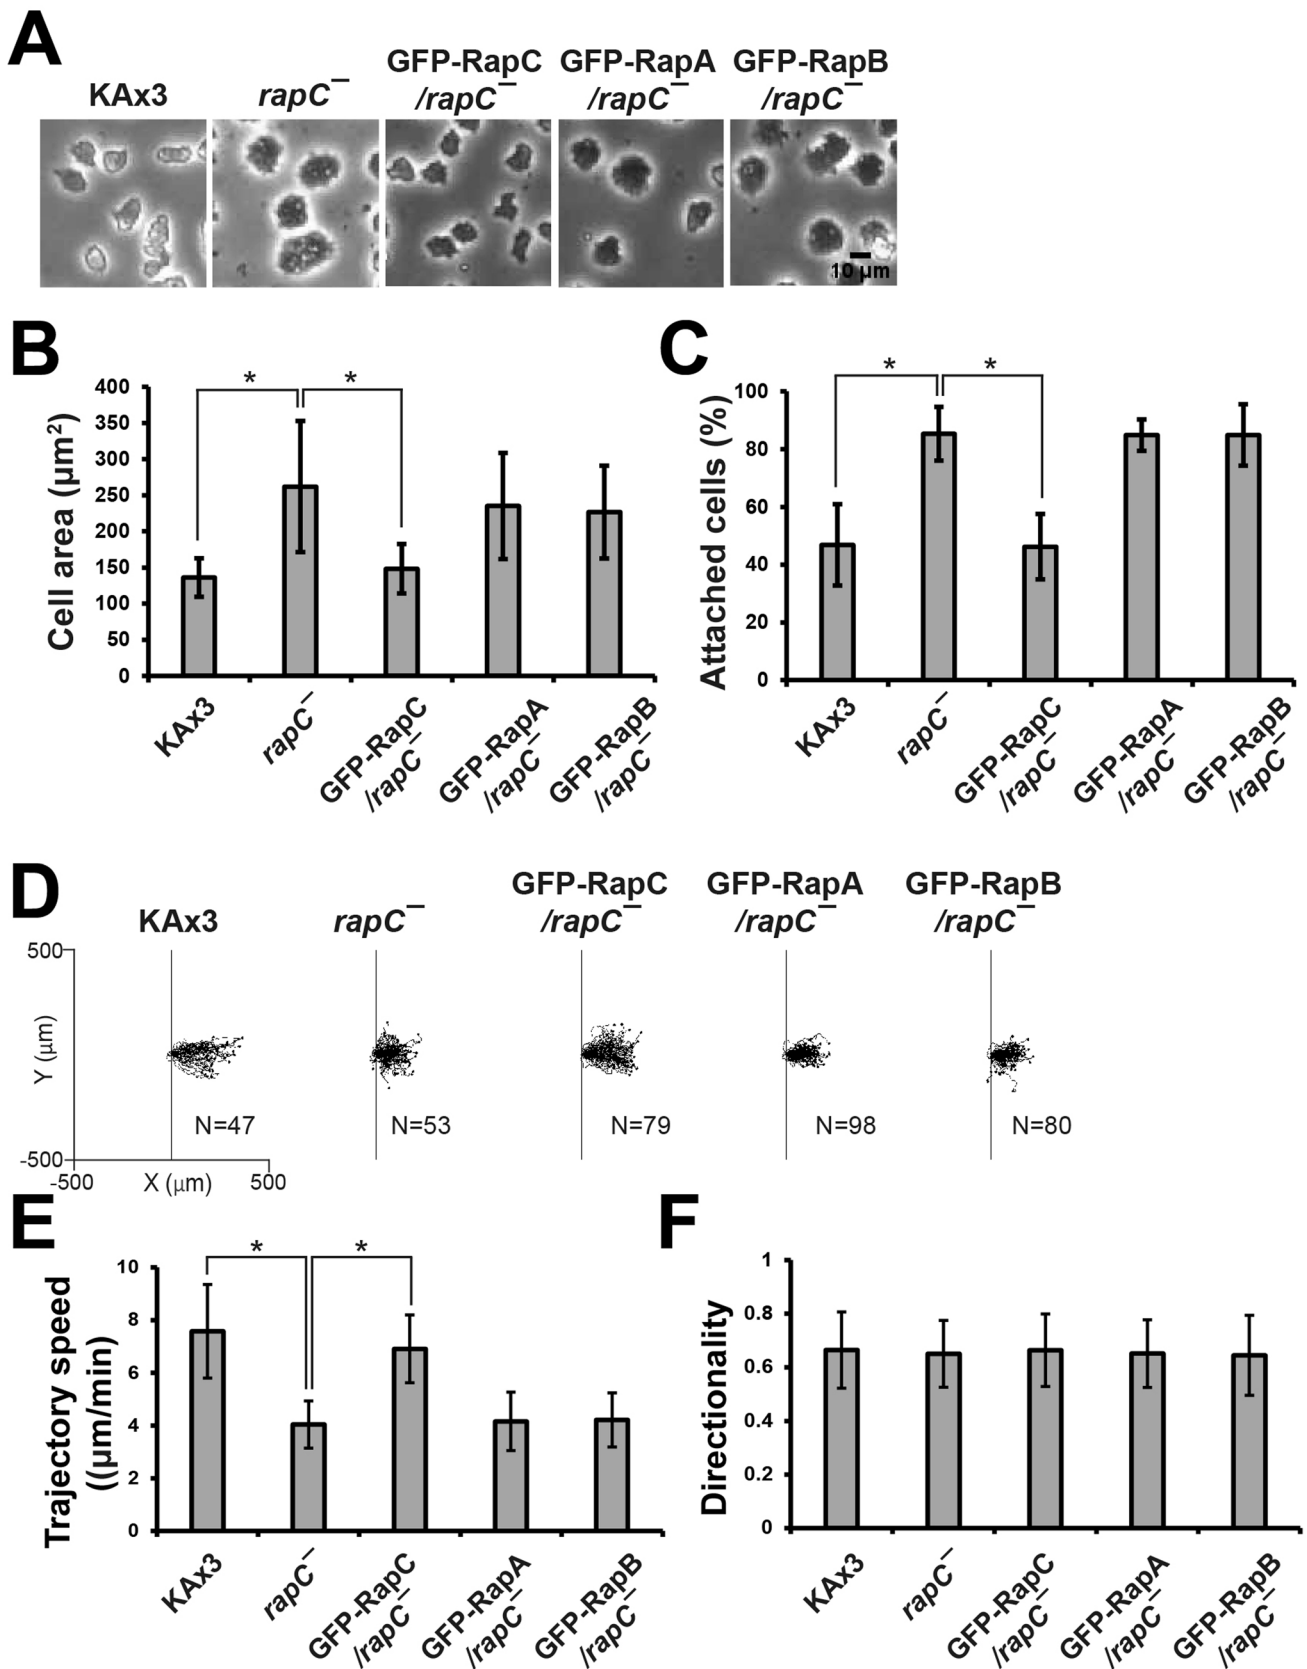 A
KAx3
rapC–
GFP-RapC
/rapC–
GFP-RapA
/rapC–
GFP-RapB
/rapC–
10 µm
B
Cell area (µm²)
400
350
300
250
200
150
100
50
0
*
*
KAx3
rapC–
GFP-RapC
/rapC–
GFP-RapA
/rapC–
GFP-RapB
/rapC–
C
Attached cells (%)
100
80
60
40
20
0
*
*
KAx3
rapC–
GFP-RapC
/rapC–
GFP-RapA
/rapC–
GFP-RapB
/rapC–
D
KAx3
rapC–
GFP-RapC
/rapC–
GFP-RapA
/rapC–
GFP-RapB
/rapC–
500
Y (µm)
-500
-500
X (µm)
500
N=47
N=53
N=79
N=98
N=80
E
Trajectory speed
((µm/min)
10
8
6
4
2
0
*
*
KAx3
rapC–
GFP-RapC
/rapC–
GFP-RapA
/rapC–
GFP-RapB
/rapC–
F
Directionality
1
0.8
0.6
0.4
0.2
0
KAx3
rapC–
GFP-RapC
/rapC–
GFP-RapA
/rapC–
GFP-RapB
/rapC–